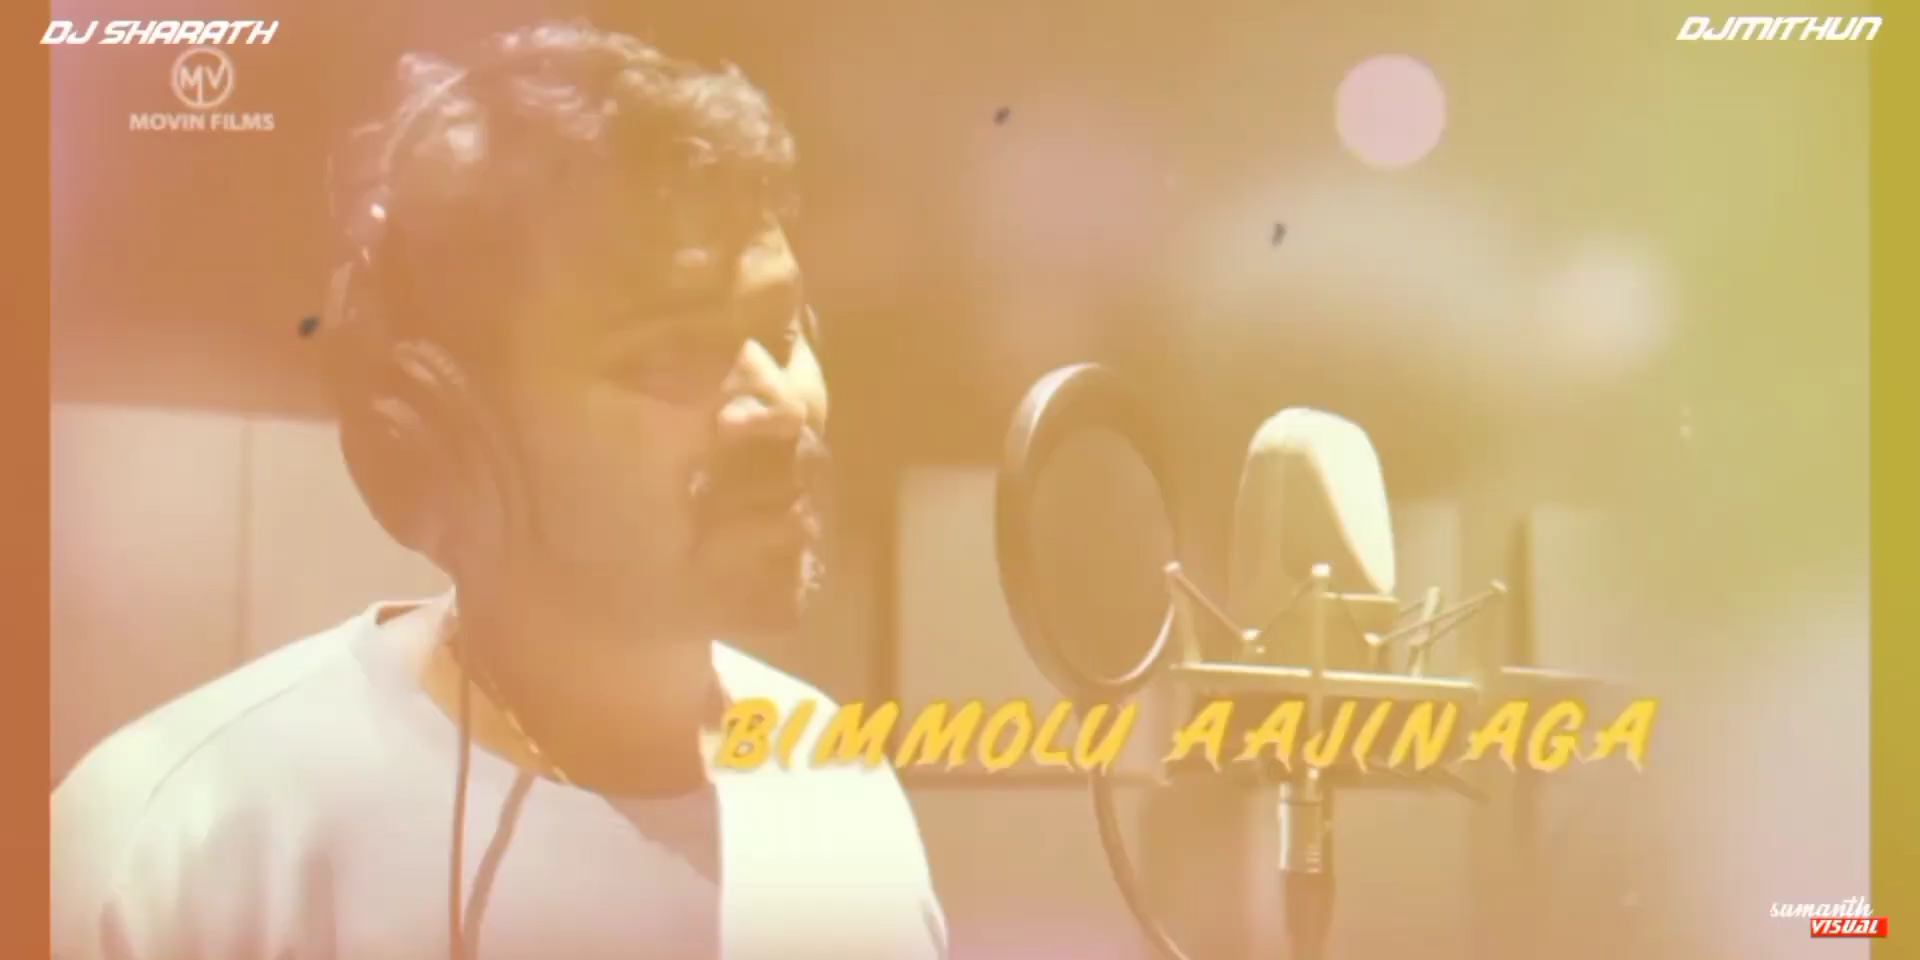 DJ SHARATH
DJMITHUN
MV
MOVIN FILMS
BIMMOLU AAJINAGA
sumanth
VISUAL